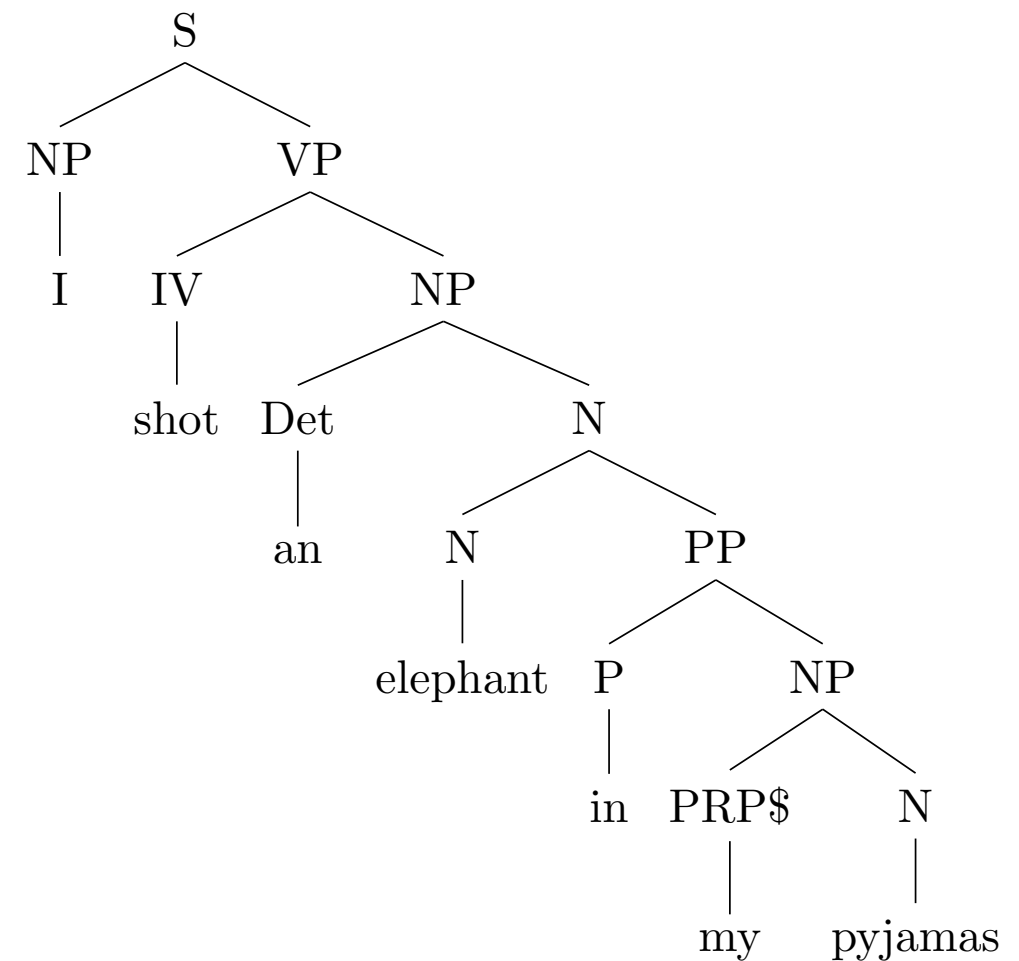 S
NP VP
I IV NP
shot Det N
an N PP
elephant P NP
in PRP$ N
my pyjamas